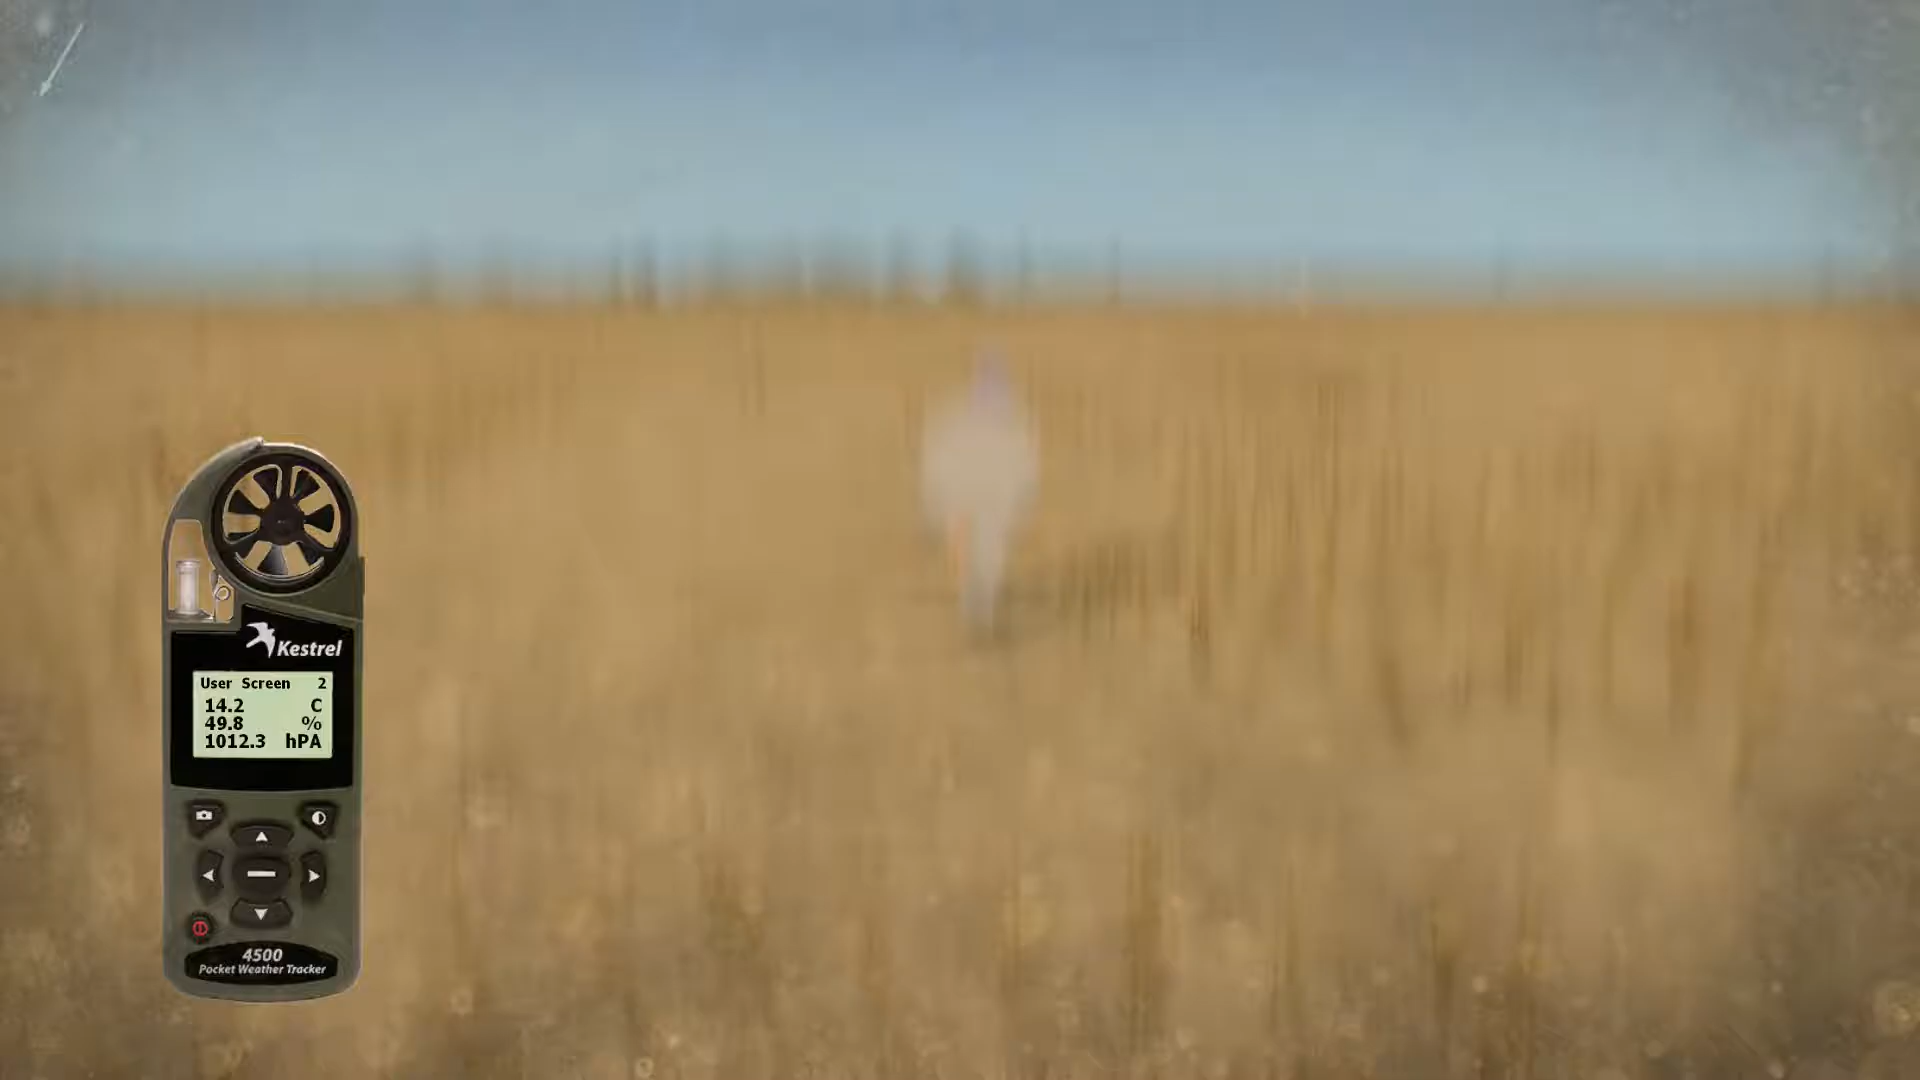 Kestrel
User Screen 2
14.2 C
49.8 %
1012.3 hPA
4500
Pocket Weather Tracker